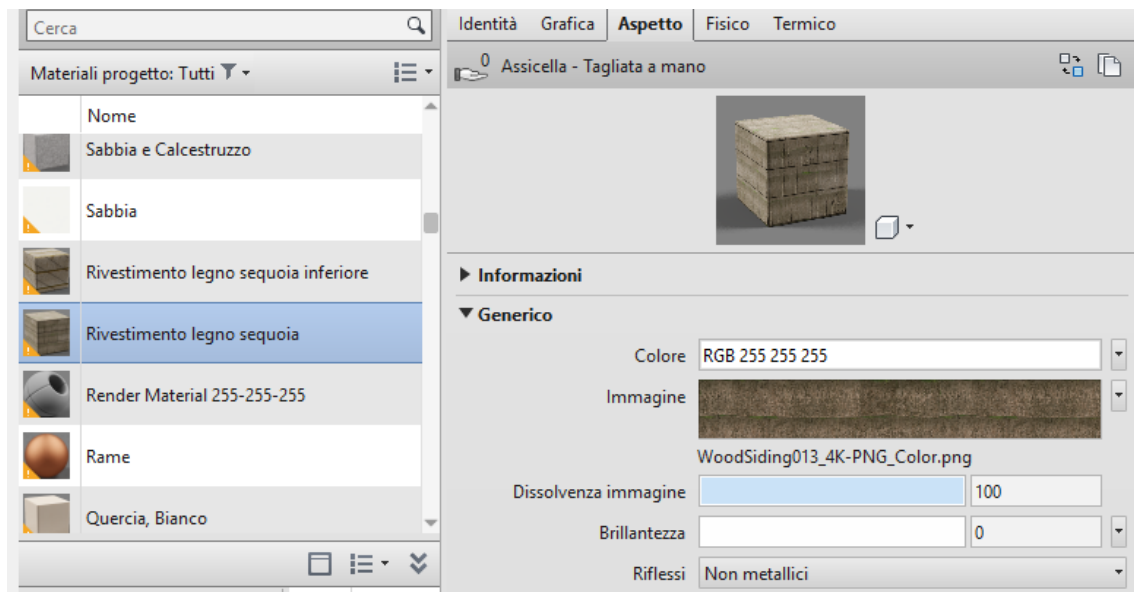 Cerca
Materiali progetto: Tutti
Nome
Sabbia e Calcestruzzo
Sabbia
Rivestimento legno sequoia inferiore
Rivestimento legno sequoia
Render Material 255-255-255
Rame
Quercia, Bianco
Identità Grafica Aspetto Fisico Termico
0 Assicella - Tagliata a mano
Informazioni
Generico
Colore RGB 255 255 255
Immagine
WoodSiding013_4K-PNG_Color.png
Dissolvenza immagine 100
Brillantezza 0
Riflessi Non metallici